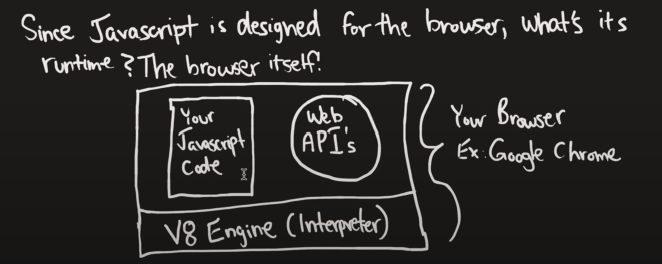 Since Javascript is designed for the browser, what's its
runtime? The browser itself!
Your
Javascript
Code
Web
API's
V8 Engine (Interpreter)
Your Browser
Ex: Google Chrome